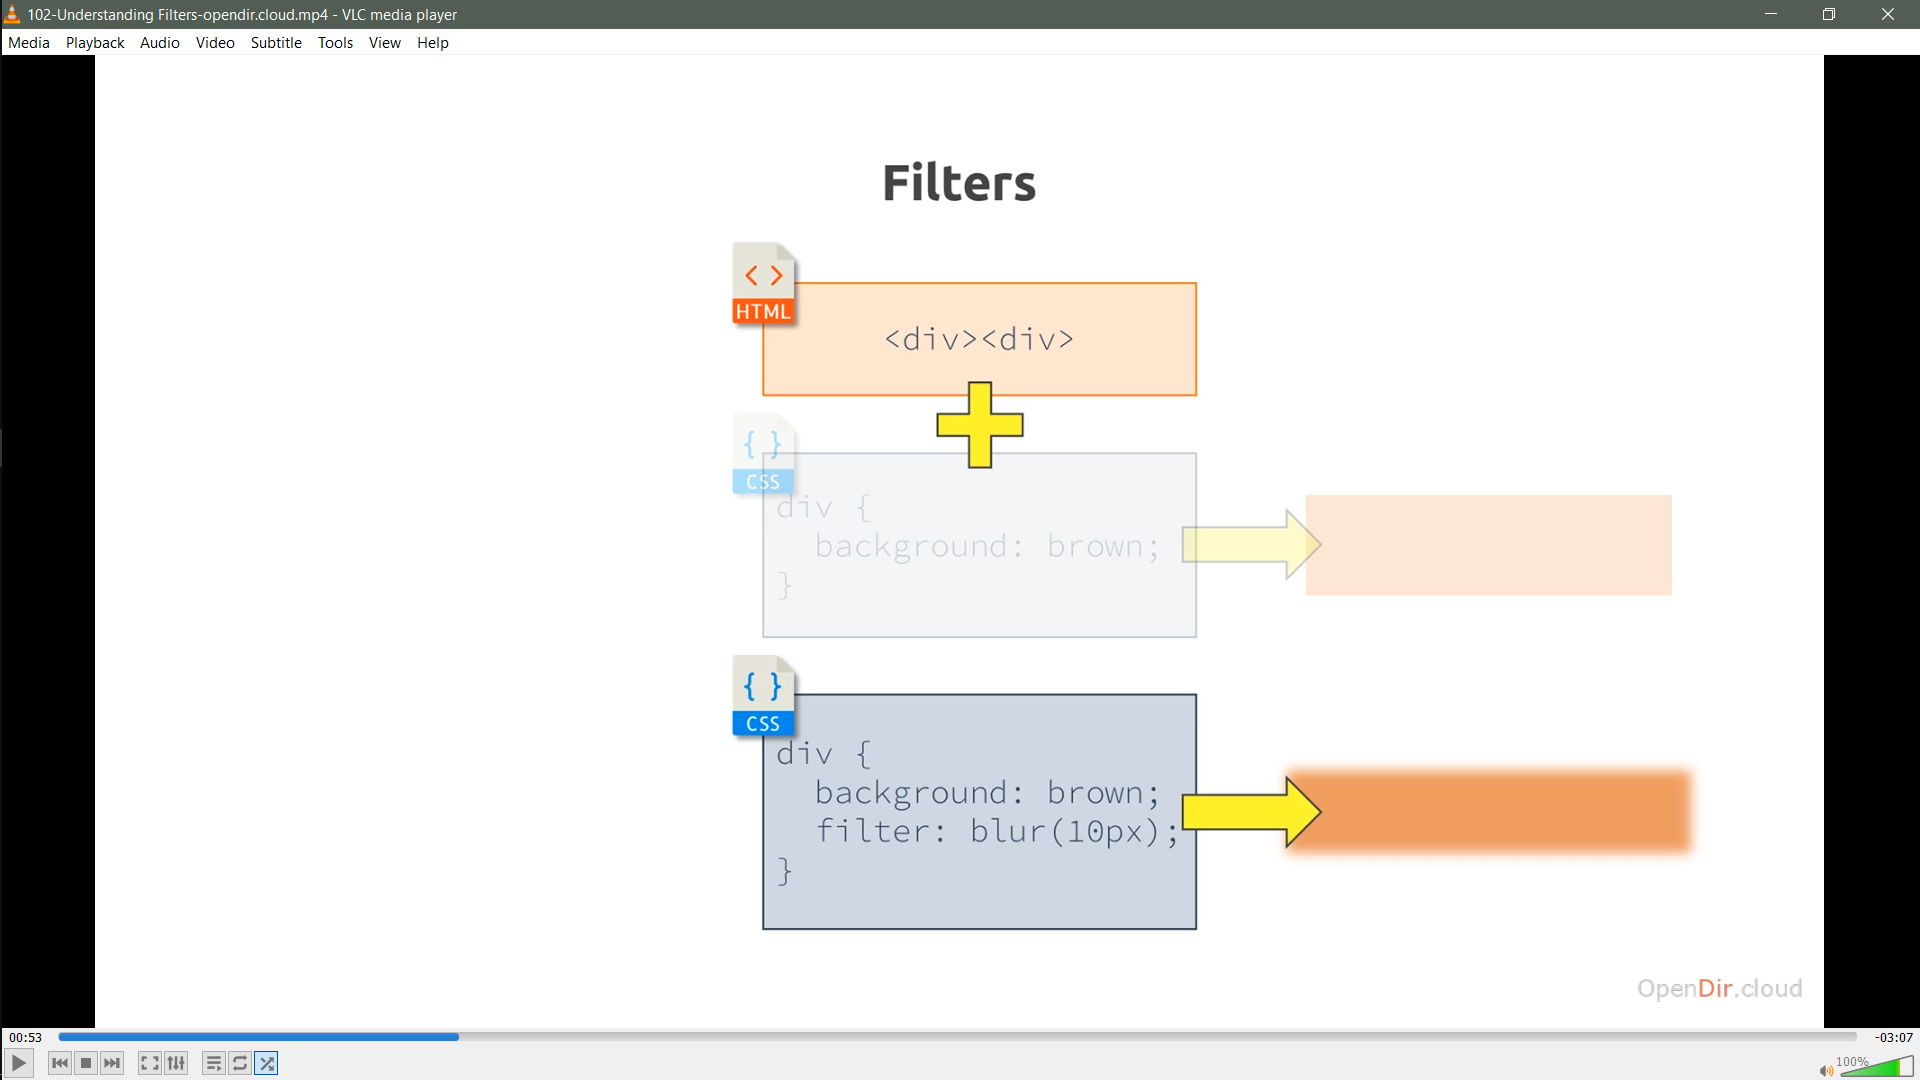 102-Understanding Filters-opendir.cloud.mp4 - VLC media player
Media Playback Audio Video Subtitle Tools View Help
Filters
< >
HTML
<div><div>
{ }
CSS
div {
background: brown;
}
{ }
CSS
div {
background: brown;
filter: blur(10px);
}
OpenDir.cloud
00:53
-03:07
100%